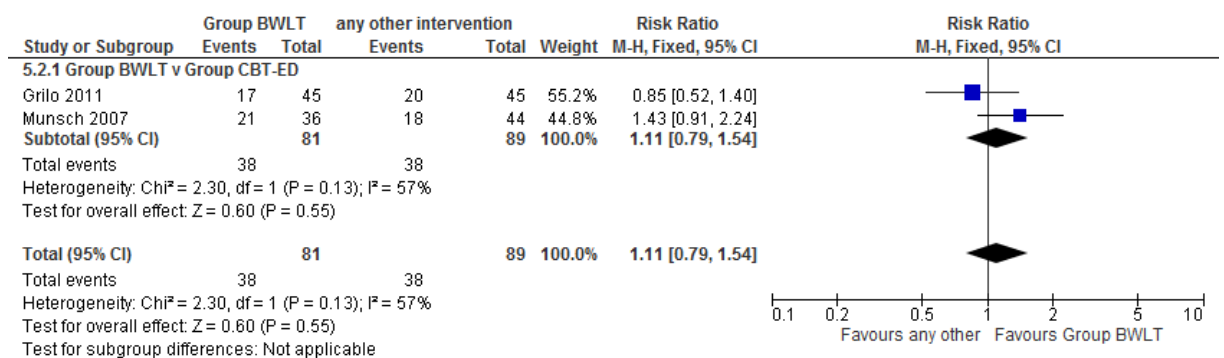 Group BWLT any other intervention Risk Ratio Risk Ratio
Study or Subgroup Events Total Events Total Weight M-H, Fixed, 95% CI M-H, Fixed, 95% CI
5.2.1 Group BWLT v Group CBT-ED
Grilo 2011 17 45 20 45 55.2% 0.85 [0.52, 1.40]
Munsch 2007 21 36 18 44 44.8% 1.43 [0.91, 2.24]
Subtotal (95% CI) 81 89 100.0% 1.11 [0.79, 1.54]
Total events 38 38
Heterogeneity: Chi² = 2.30, df = 1 (P = 0.13); I² = 57%
Test for overall effect: Z = 0.60 (P = 0.55)
Total (95% CI) 81 89 100.0% 1.11 [0.79, 1.54]
Total events 38 38
Heterogeneity: Chi² = 2.30, df = 1 (P = 0.13); I² = 57%
Test for overall effect: Z = 0.60 (P = 0.55)
Test for subgroup differences: Not applicable
0.1 0.2 0.5 1 2 5 10
Favours any other Favours Group BWLT